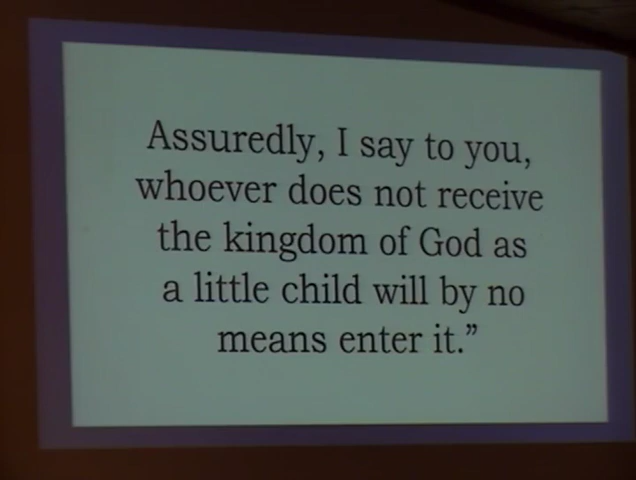 Assuredly, I say to you,
whoever does not receive
the kingdom of God as
a little child will by no
means enter it.”